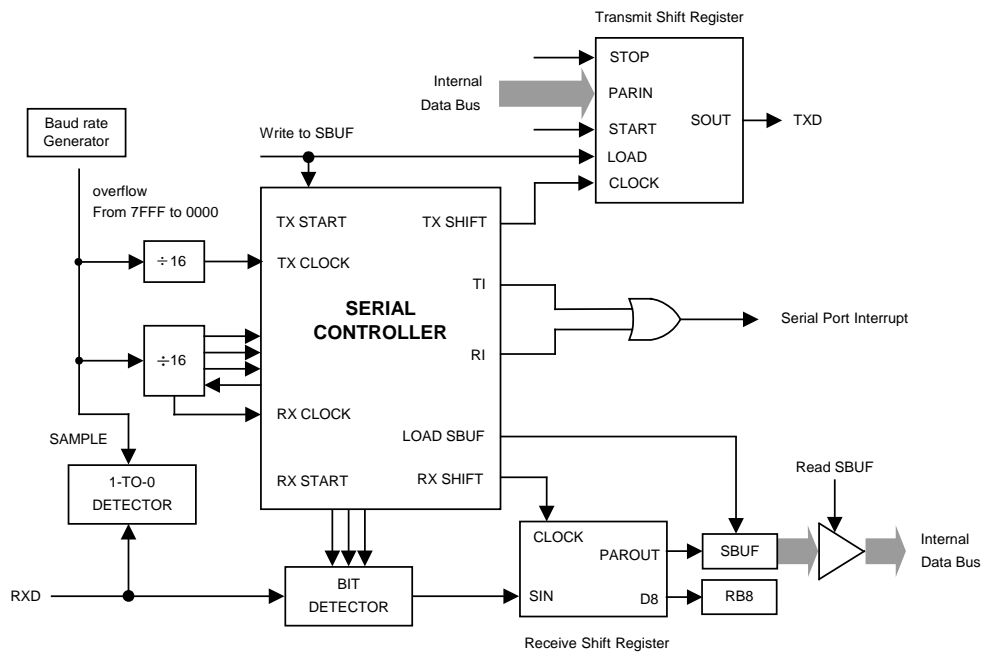 Transmit Shift Register
STOP
Internal
Data Bus
PARIN
SOUT
TXD
START
LOAD
CLOCK
Baud rate
Generator
Write to SBUF
overflow
From 7FFF to 0000
TX START
TX SHIFT
÷16
TX CLOCK
TI
SERIAL
CONTROLLER
Serial Port Interrupt
÷16
RI
RX CLOCK
SAMPLE
LOAD SBUF
1-TO-0
DETECTOR
RX START
RX SHIFT
Read SBUF
CLOCK
PAROUT
SBUF
Internal
Data Bus
RXD
BIT
DETECTOR
SIN
D8
RB8
Receive Shift Register